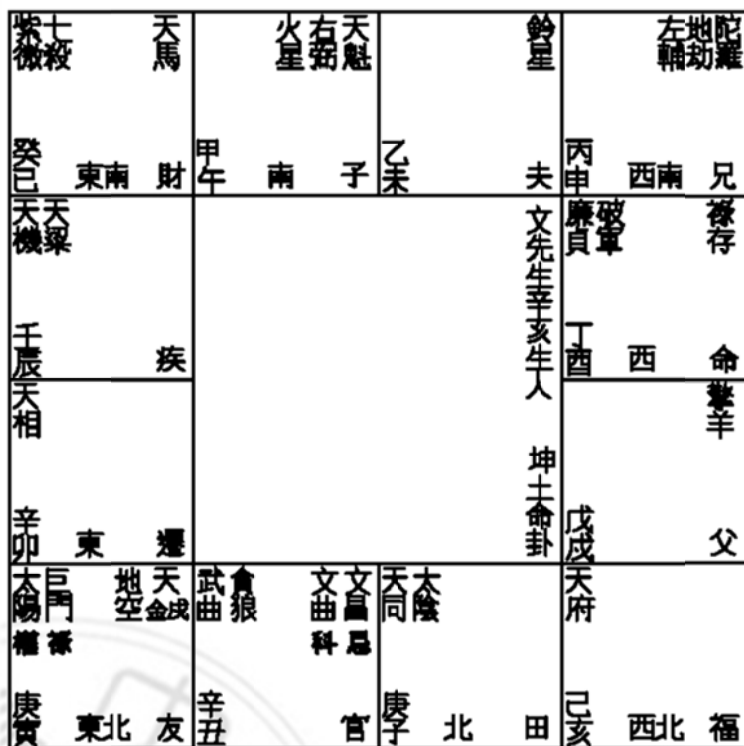 紫微 七殺 天馬
癸巳 東南 財
火星 右弼 天魁
甲午 南 子
鈴星
乙未 夫
左輔 地劫 陀羅
丙申 西南 兄
天機 天梁
壬辰 疾
文先生辛亥生人 坤土命卦
廉貞 破軍 祿存
丁酉 西 命
天相
辛卯 東 遷
擎羊
戊戌 父
太陽 巨門 地空 天鉞
權 祿
庚寅 東北 友
武曲 貪狼 文曲 文昌
科 忌
辛丑 官
天同 太陰
庚子 北 田
天府
己亥 西北 福